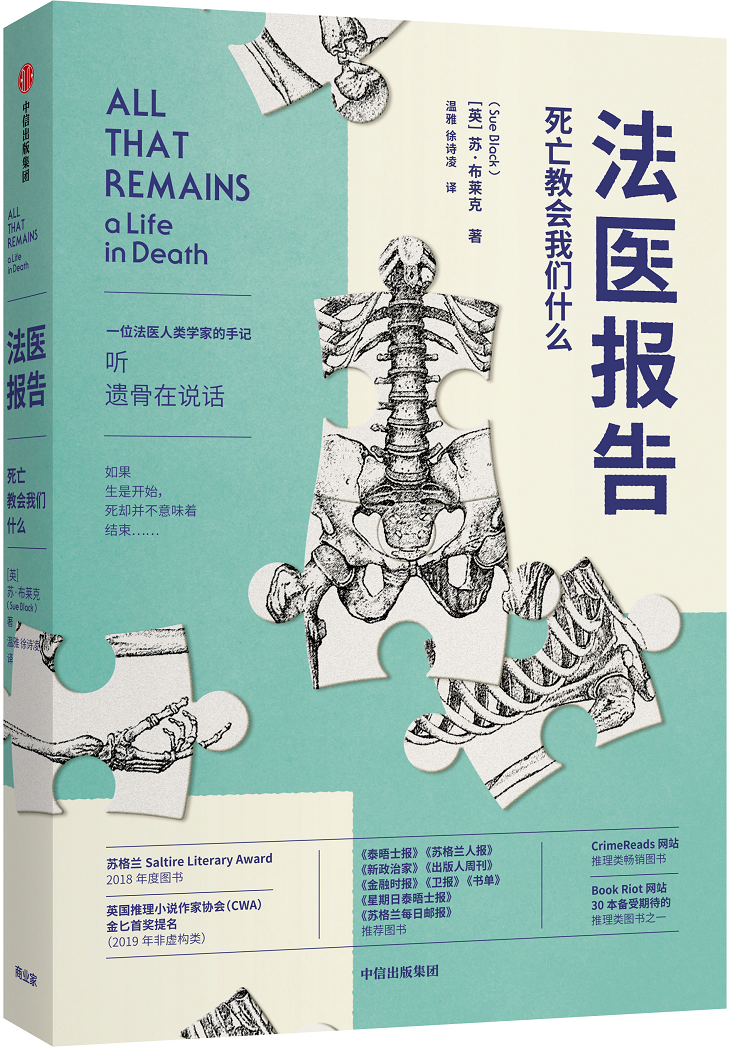 中信出版集团
ALL
THAT
REMAINS
a Life
in Death
法医
报告
死亡
教会我们
什么
[英]
苏·布莱克
(Sue Black)
著
温雅 徐诗凌
译
商业家
ALL
THAT
REMAINS
a Life
in Death
一位法医人类学家的手记
听
遗骨在说话
如果
生是开始,
死却并不意味着
结束……
法医报告
死亡教会我们什么
(Sue Black)
[英] 苏·布莱克 著
温雅 徐诗凌 译
苏格兰 Saltire Literary Award
2018 年度图书
英国推理小说作家协会(CWA)
金匕首奖提名
(2019 年非虚构类)
《泰晤士报》《苏格兰人报》
《新政治家》《出版人周刊》
《金融时报》《卫报》《书单》
《星期日泰晤士报》
《苏格兰每日邮报》
推荐图书
CrimeReads 网站
推理类畅销图书
Book Riot 网站
30 本备受期待的
推理类图书之一
中信出版集团